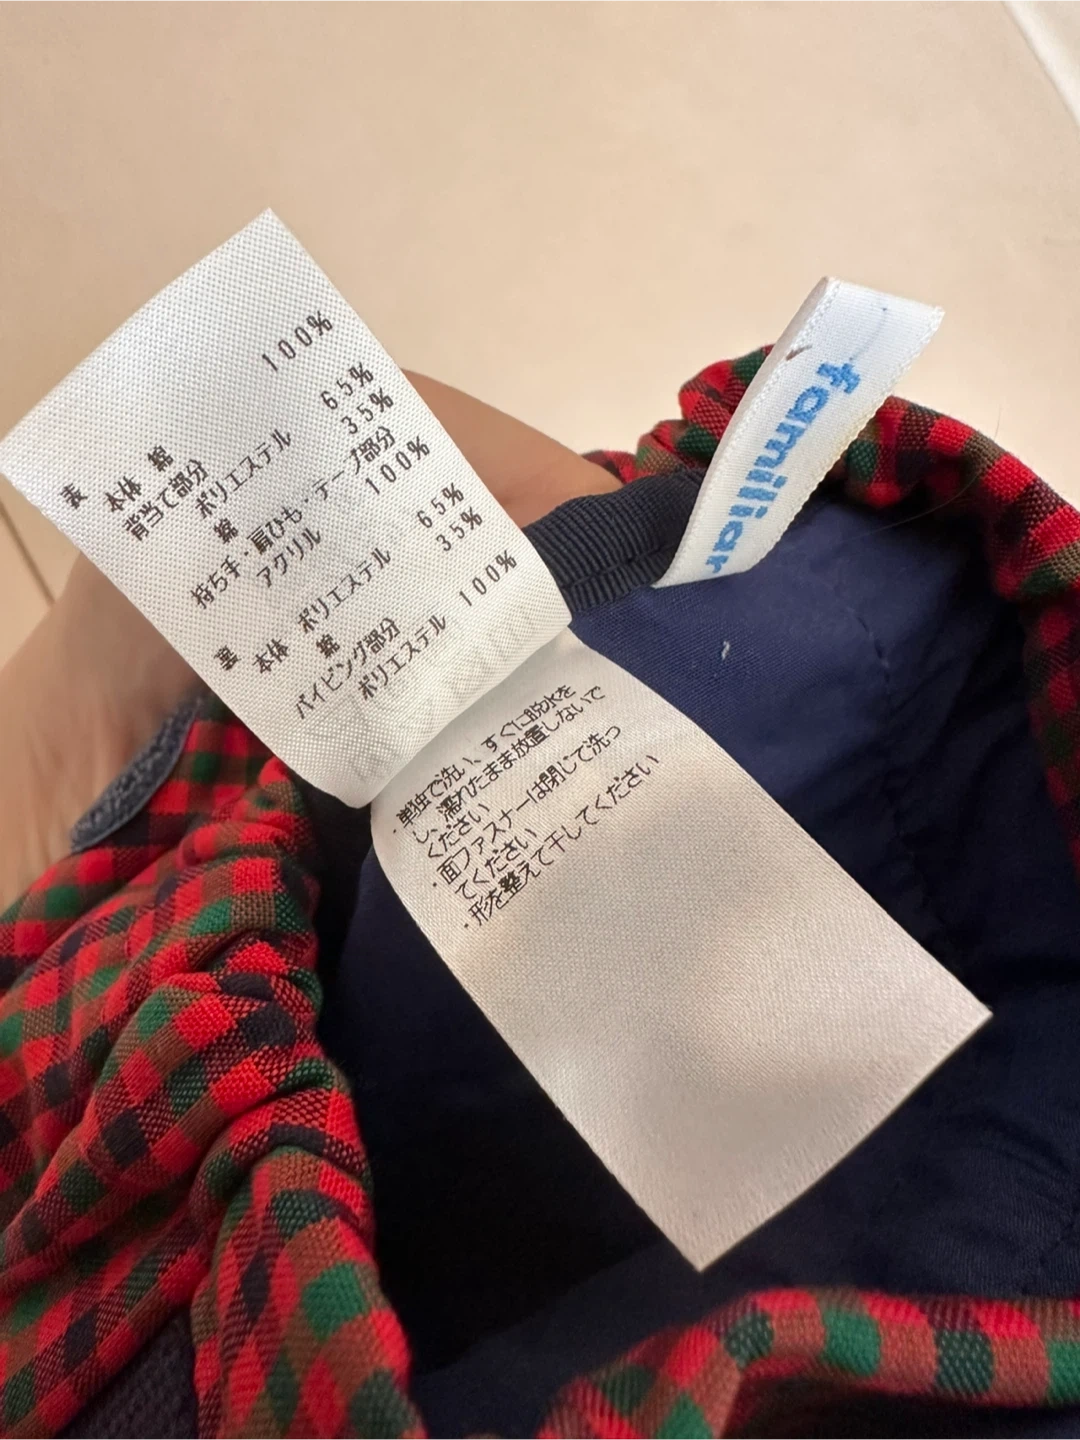 表 本体 綿 100%
背当て部分
ポリエステル 65%
綿 35%
持ち手・肩ひも・テープ部分
アクリル 100%
裏 本体 ポリエステル 65%
綿 35%
パイピング部分
ポリエステル 100%
・単独で洗い、すぐに脱水を
し、濡れたまま放置しないで
ください
・面ファスナーは閉じて洗っ
てください
・形を整えて干してください
familiar